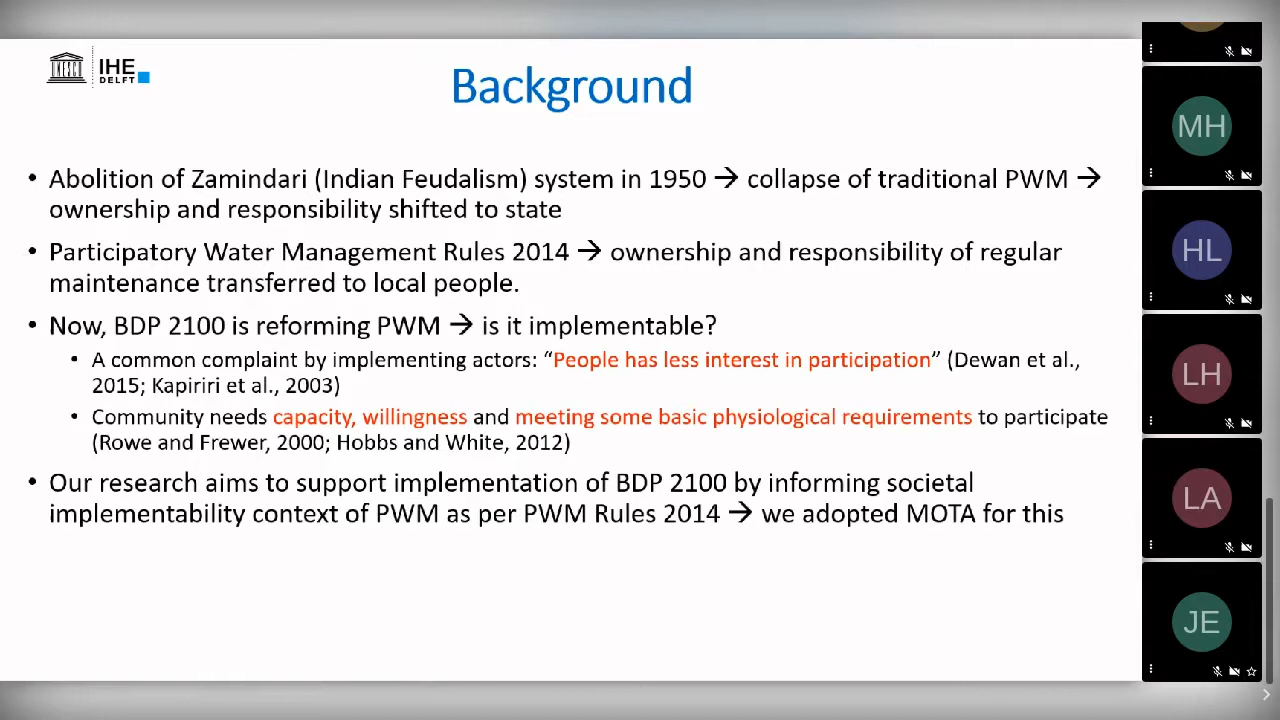 UNESCO
IHE
DELFT
Background
• Abolition of Zamindari (Indian Feudalism) system in 1950 → collapse of traditional PWM →
ownership and responsibility shifted to state
• Participatory Water Management Rules 2014 → ownership and responsibility of regular
maintenance transferred to local people.
• Now, BDP 2100 is reforming PWM → is it implementable?
• A common complaint by implementing actors: “People has less interest in participation” (Dewan et al.,
2015; Kapiriri et al., 2003)
• Community needs capacity, willingness and meeting some basic physiological requirements to participate
(Rowe and Frewer, 2000; Hobbs and White, 2012)
• Our research aims to support implementation of BDP 2100 by informing societal
implementability context of PWM as per PWM Rules 2014 → we adopted MOTA for this
MH
HL
LH
LA
JE